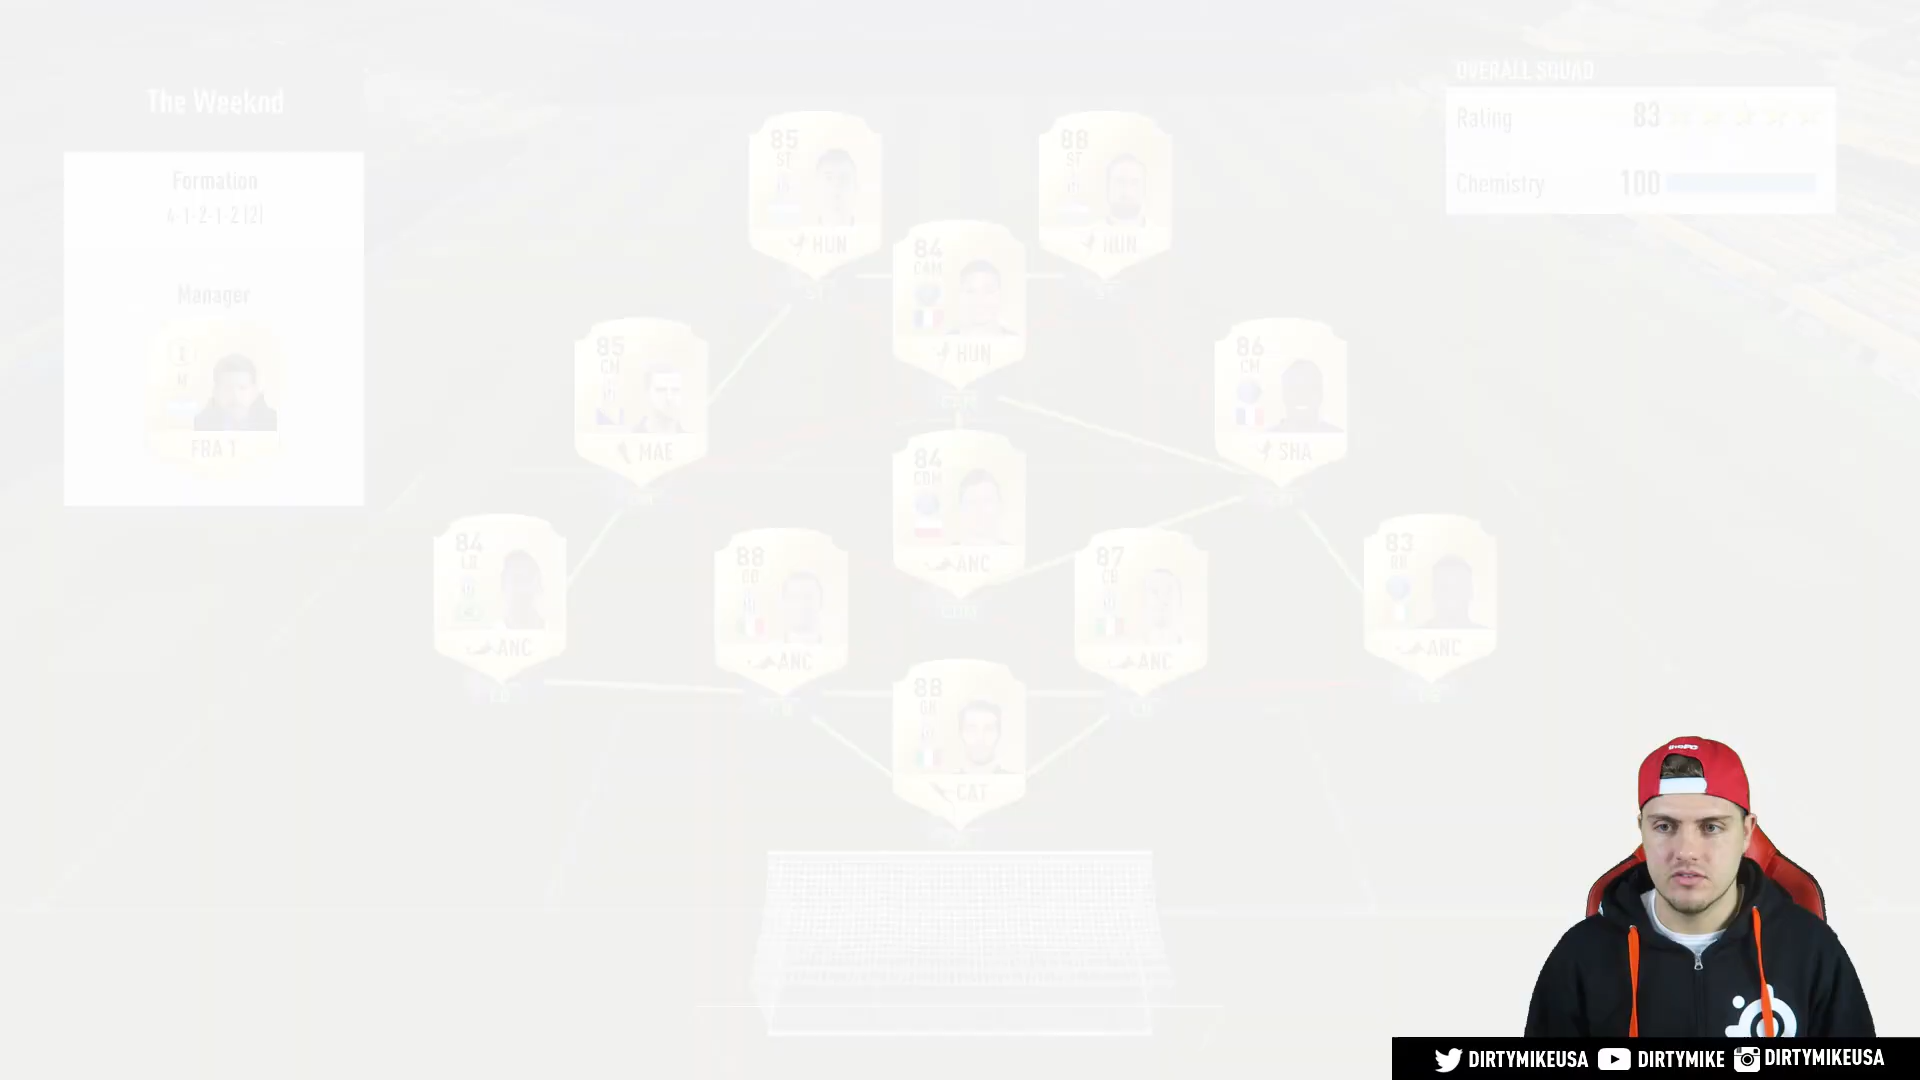 The Weeknd
Formation
4-1-2-1-2 [2]
Manager
FRA 1
OVERALL SQUAD
Rating 83
Chemistry 100
85
ST
HUN
88
ST
HUN
84
CAM
HUN
CAM
85
CM
MAE
86
CM
SHA
84
CDM
ANC
CDM
84
LB
ANC
88
CB
ANC
87
CB
ANC
83
RB
ANC
88
GK
CAT
DIRTYMIKEUSA DIRTYMIKE DIRTYMIKEUSA